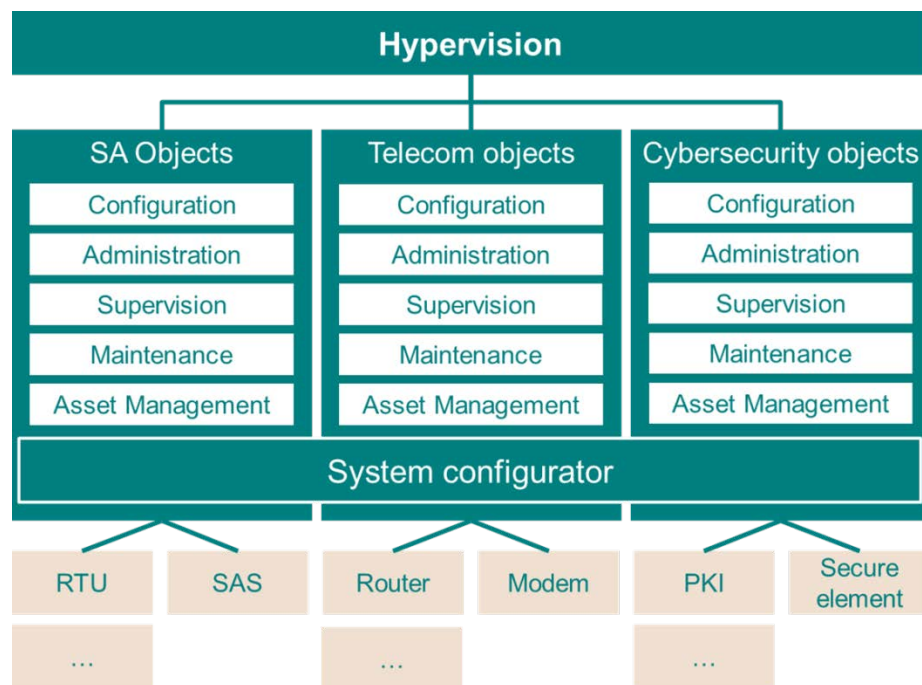 Hypervision
SA Objects
Configuration
Administration
Supervision
Maintenance
Asset Management
Telecom objects
Configuration
Administration
Supervision
Maintenance
Asset Management
Cybersecurity objects
Configuration
Administration
Supervision
Maintenance
Asset Management
System configurator
RTU
SAS
...
Router
Modem
...
PKI
Secure
element
...